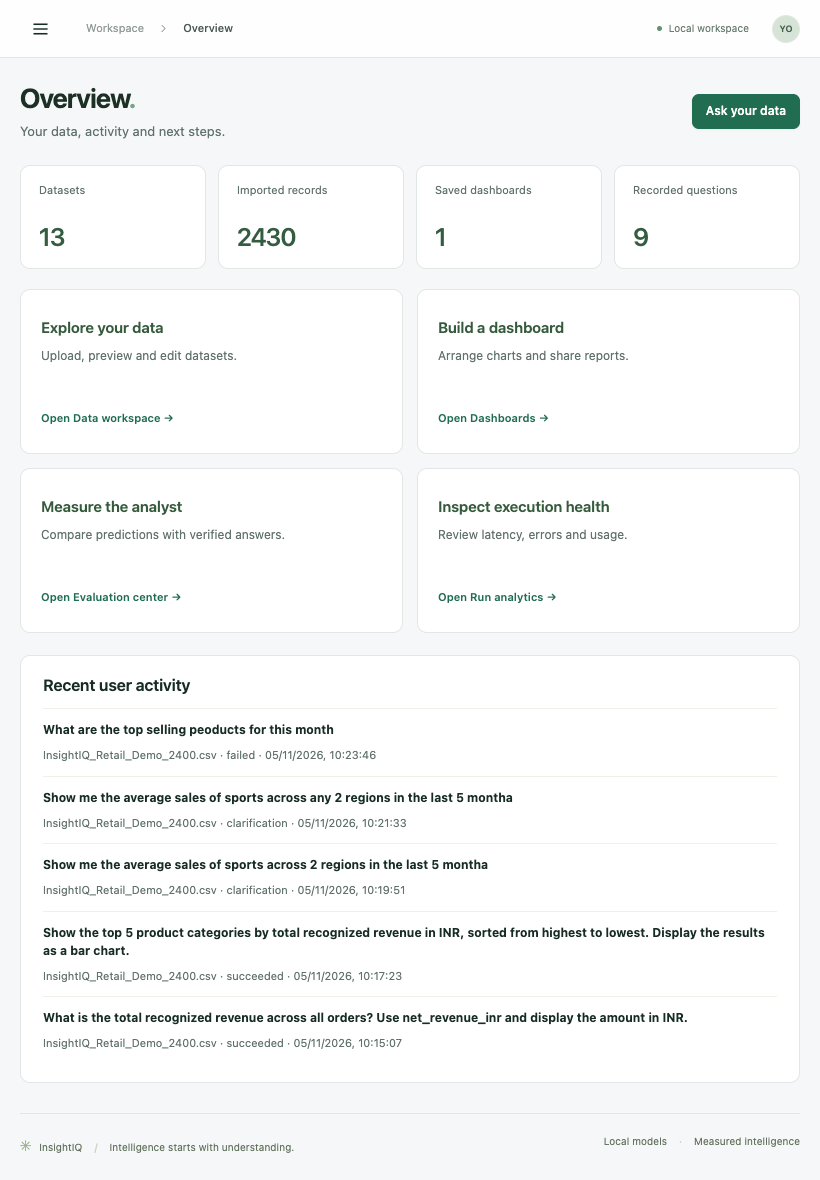 Workspace > Overview
Local workspace
YO
Overview.
Your data, activity and next steps.
Ask your data
Datasets
13
Imported records
2430
Saved dashboards
1
Recorded questions
9
Explore your data
Upload, preview and edit datasets.
Open Data workspace →
Build a dashboard
Arrange charts and share reports.
Open Dashboards →
Measure the analyst
Compare predictions with verified answers.
Open Evaluation center →
Inspect execution health
Review latency, errors and usage.
Open Run analytics →
Recent user activity
What are the top selling peoducts for this month
InsightIQ_Retail_Demo_2400.csv · failed · 05/11/2026, 10:23:46
Show me the average sales of sports across any 2 regions in the last 5 montha
InsightIQ_Retail_Demo_2400.csv · clarification · 05/11/2026, 10:21:33
Show me the average sales of sports across 2 regions in the last 5 montha
InsightIQ_Retail_Demo_2400.csv · clarification · 05/11/2026, 10:19:51
Show the top 5 product categories by total recognized revenue in INR, sorted from highest to lowest. Display the results
as a bar chart.
InsightIQ_Retail_Demo_2400.csv · succeeded · 05/11/2026, 10:17:23
What is the total recognized revenue across all orders? Use net_revenue_inr and display the amount in INR.
InsightIQ_Retail_Demo_2400.csv · succeeded · 05/11/2026, 10:15:07
InsightIQ / Intelligence starts with understanding.
Local models · Measured intelligence